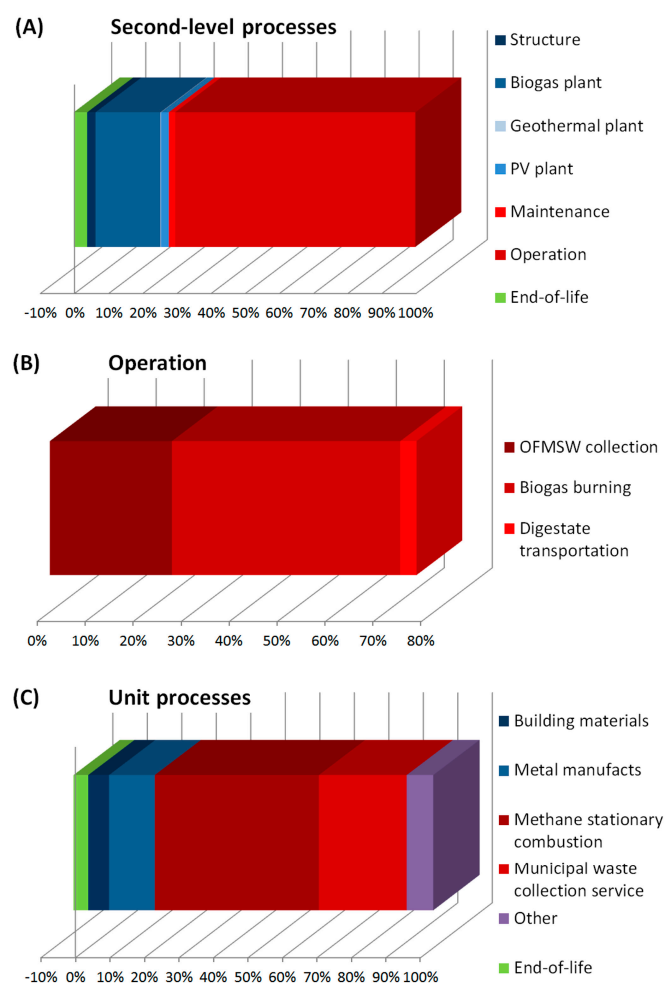 (A) Second-level processes
Structure
Biogas plant
Geothermal plant
PV plant
Maintenance
Operation
End-of-life
-10% 0% 10% 20% 30% 40% 50% 60% 70% 80% 90% 100%
(B) Operation
OFMSW collection
Biogas burning
Digestate
transportation
0% 10% 20% 30% 40% 50% 60% 70% 80%
(C) Unit processes
Building materials
Metal manufacts
Methane stationary
combustion
Municipal waste
collection service
Other
End-of-life
-10% 0% 10% 20% 30% 40% 50% 60% 70% 80% 90% 100%